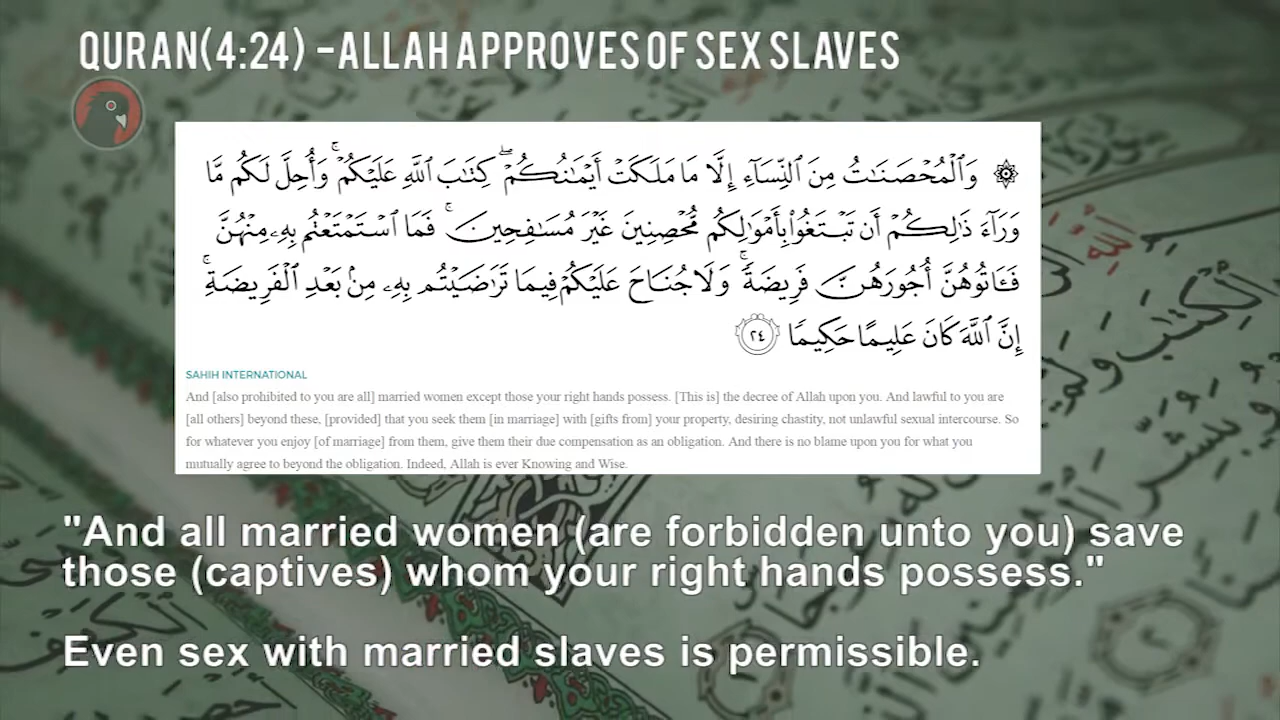 QURAN(4:24) -ALLAH APPROVES OF SEX SLAVES
۞ وَٱلْمُحْصَنَـٰتُ مِنَ ٱلنِّسَآءِ إِلَّا مَا مَلَكَتْ أَيْمَـٰنُكُمْ ۖ كِتَـٰبَ ٱللَّهِ عَلَيْكُمْ ۚ وَأُحِلَّ لَكُم مَّا
وَرَآءَ ذَٰلِكُمْ أَن تَبْتَغُوا۟ بِأَمْوَٰلِكُم مُّحْصِنِينَ غَيْرَ مُسَـٰفِحِينَ ۚ فَمَا ٱسْتَمْتَعْتُم بِهِۦ مِنْهُنَّ
فَـَٔاتُوهُنَّ أُجُورَهُنَّ فَرِيضَةً ۚ وَلَا جُنَاحَ عَلَيْكُمْ فِيمَا تَرَٰضَيْتُم بِهِۦ مِنۢ بَعْدِ ٱلْفَرِيضَةِ ۚ
إِنَّ ٱللَّهَ كَانَ عَلِيمًا حَكِيمًا ٢٤
SAHIH INTERNATIONAL
And [also prohibited to you are all] married women except those your right hands possess. [This is] the decree of Allah upon you. And lawful to you are
[all others] beyond these, [provided] that you seek them [in marriage] with [gifts from] your property, desiring chastity, not unlawful sexual intercourse. So
for whatever you enjoy [of marriage] from them, give them their due compensation as an obligation. And there is no blame upon you for what you
mutually agree to beyond the obligation. Indeed, Allah is ever Knowing and Wise.
"And all married women (are forbidden unto you) save
those (captives) whom your right hands possess."
Even sex with married slaves is permissible.